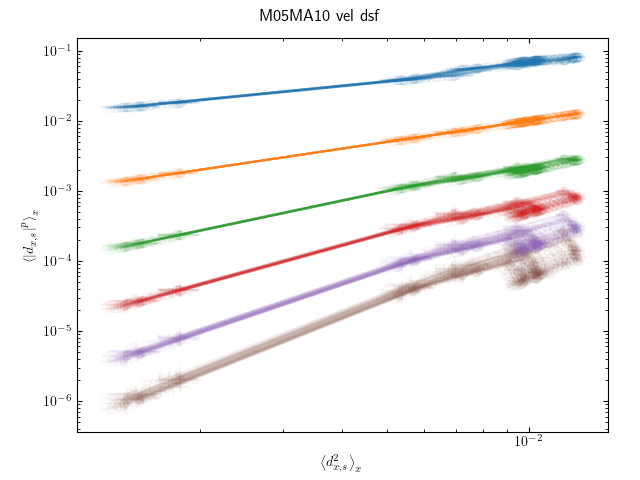 M05MA10 vel dsf
10⁻¹
10⁻²
10⁻³
10⁻⁴
10⁻⁵
10⁻⁶
⟨|d_{x,s}|^p⟩_x
10⁻²
⟨d²_{x,s}⟩_x